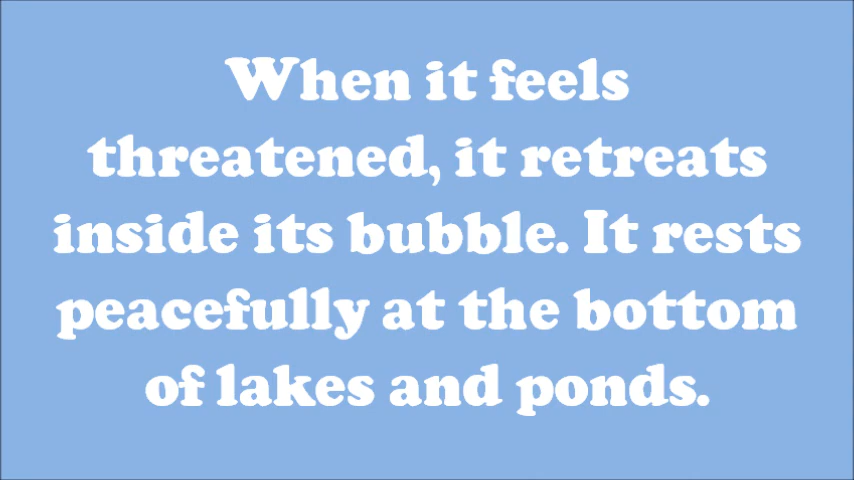 When it feels
threatened, it retreats
inside its bubble. It rests
peacefully at the bottom
of lakes and ponds.